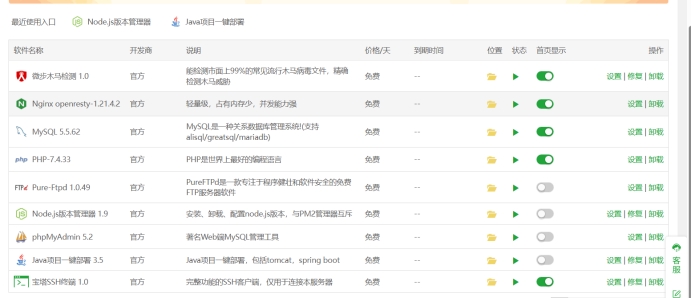 最近使用入口 Node.js版本管理器 Java项目一键部署
软件名称 开发商 说明 价格/天 到期时间 位置 状态 首页显示 操作
微步木马检测 1.0 官方 能检测市面上99%的常见流行木马病毒文件，精确 免费 -- 设置 | 修复 | 卸载
检测木马威胁
Nginx openresty-1.21.4.2 官方 轻量级，占有内存少，并发能力强 免费 -- 设置 | 卸载
MySQL 5.5.62 官方 MySQL是一种关系数据库管理系统!(支持 免费 -- 设置 | 卸载
alisql/greatsql/mariadb)
php PHP-7.4.33 官方 PHP是世界上最好的编程语言 免费 -- 设置 | 卸载
FTP Pure-Ftpd 1.0.49 官方 PureFTPd是一款专注于程序健壮和软件安全的免费 免费 -- 设置 | 卸载
FTP服务器软件
Node.js版本管理器 1.9 官方 安装、卸载、配置node.js版本，与PM2管理器互斥 免费 -- 设置 | 修复 | 卸载
phpMyAdmin 5.2 官方 著名Web端MySQL管理工具 免费 -- 设置 | 卸载
Java项目一键部署 3.5 官方 Java项目一键部署，包括tomcat，spring boot 免费 -- 设置 | 修复 | 卸载
宝塔SSH终端 1.0 官方 完整功能的SSH客户端，仅用于连接本服务器 免费 -- 设置 | 修复 | 卸载
客服